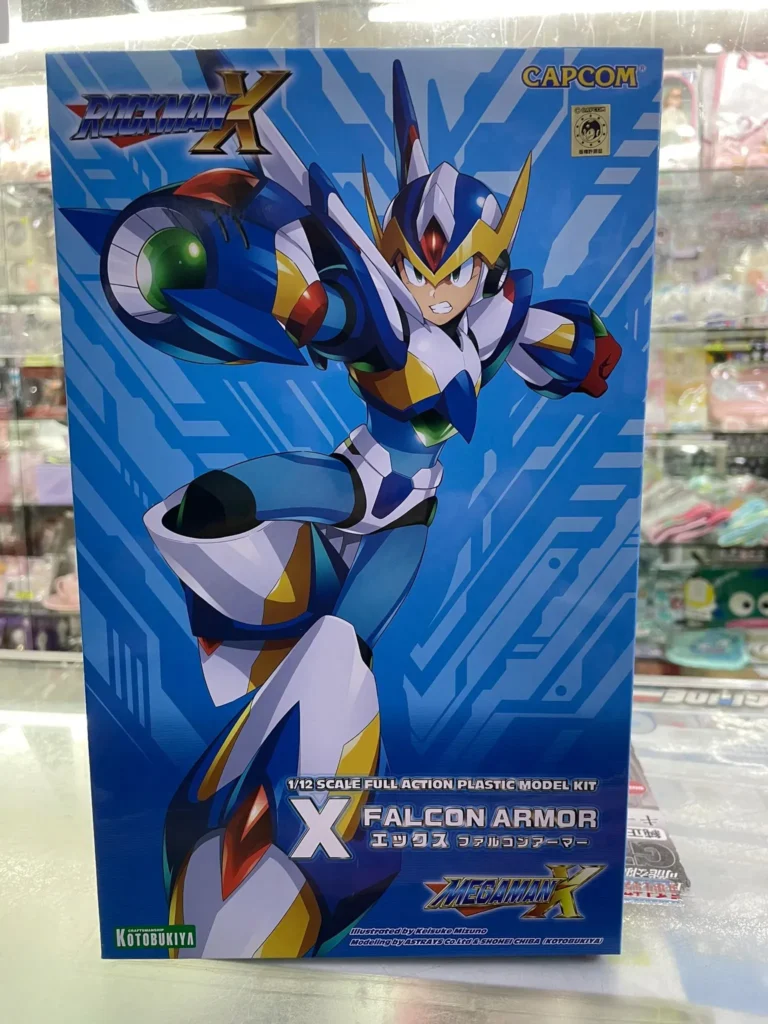 ROCKMAN X
CAPCOM®
1/12 SCALE FULL ACTION PLASTIC MODEL KIT
X FALCON ARMOR
エックス ファルコンアーマー
MEGAMAN X
CRAFTSMANSHIP
KOTOBUKIYA
Illustrated by Keisuke Mizuno
Modeling by ASTRAYS Co.Ltd & SHOHEI CHIBA (KOTOBUKIYA)